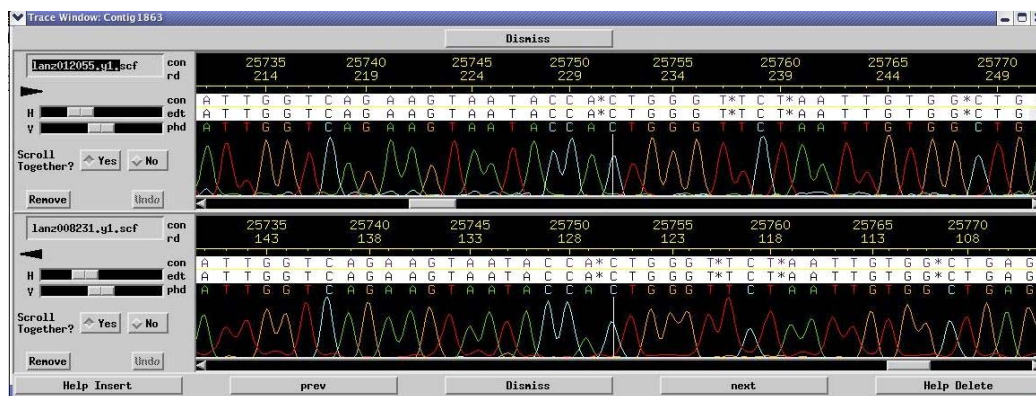 Trace Window: Contig1863
Dismiss
lanz012055.y1.scf
con 25735 25740 25745 25750 25755 25760 25765 25770
rd 214 219 224 229 234 239 244 249
con A T T G G T C A G A A G T A A T A C C A * C T G G G T * T C T * A A T T G T G G * C T G
edt A T T G G T C A G A A G T A A T A C C A * C T G G G T * T C T * A A T T G T G G * C T G
phd A T T G G T C A G A A G T A A T A C C A C T G G G T T C T A A T T G T G G C T G
H
V
Scroll Together? Yes No
Remove Undo
lanz008231.y1.scf
con 25735 25740 25745 25750 25755 25760 25765 25770
rd 143 138 133 128 123 118 113 108
con A T T G G T C A G A A G T A A T A C C A * C T G G G T * T C T * A A T T G T G G * C T G A G
edt A T T G G T C A G A A G T A A T A C C A * C T G G G T * T C T * A A T T G T G G * C T G A G
phd A T T G G T C A G A A G T A A T A C C A C T G G G T T C T A A T T G T G G C T G A G
H
V
Scroll Together? Yes No
Remove Undo
Help Insert prev Dismiss next Help Delete